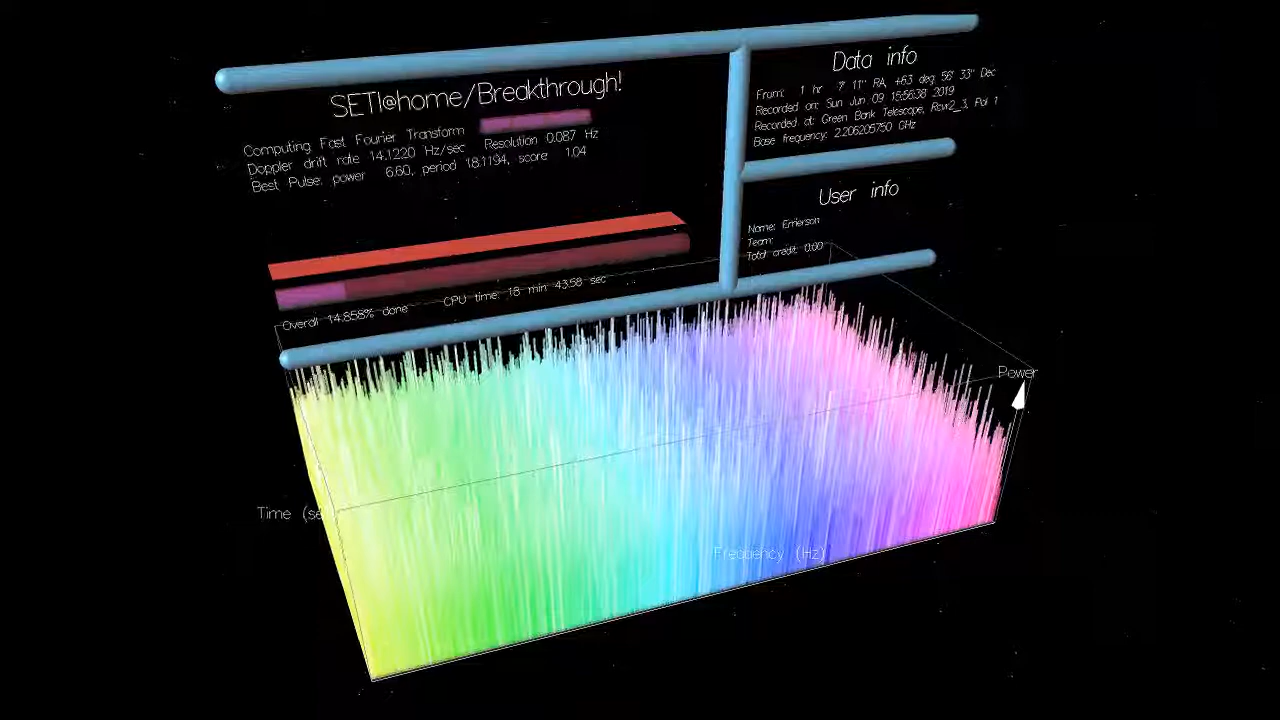 SETI@home/Breakthrough!
Computing Fast Fourier Transform
Doppler drift rate 14.1220 Hz/sec Resolution 0.087 Hz
Best Pulse: power 6.60, period 18.1194, score 1.04
Overall 14.858% done CPU time: 18 min 43.58 sec
Data info
From: 1 hr 7' 11" RA, +63 deg 56' 33" Dec
Recorded on: Sun Jun 09 15:56:38 2019
Recorded at: Green Bank Telescope, Rcvr2_3, Pol 1
Base frequency: 2.206205750 GHz
User info
Name: Emerson
Team:
Total credit: 0.00
Power
Time (se
Frequency (Hz)